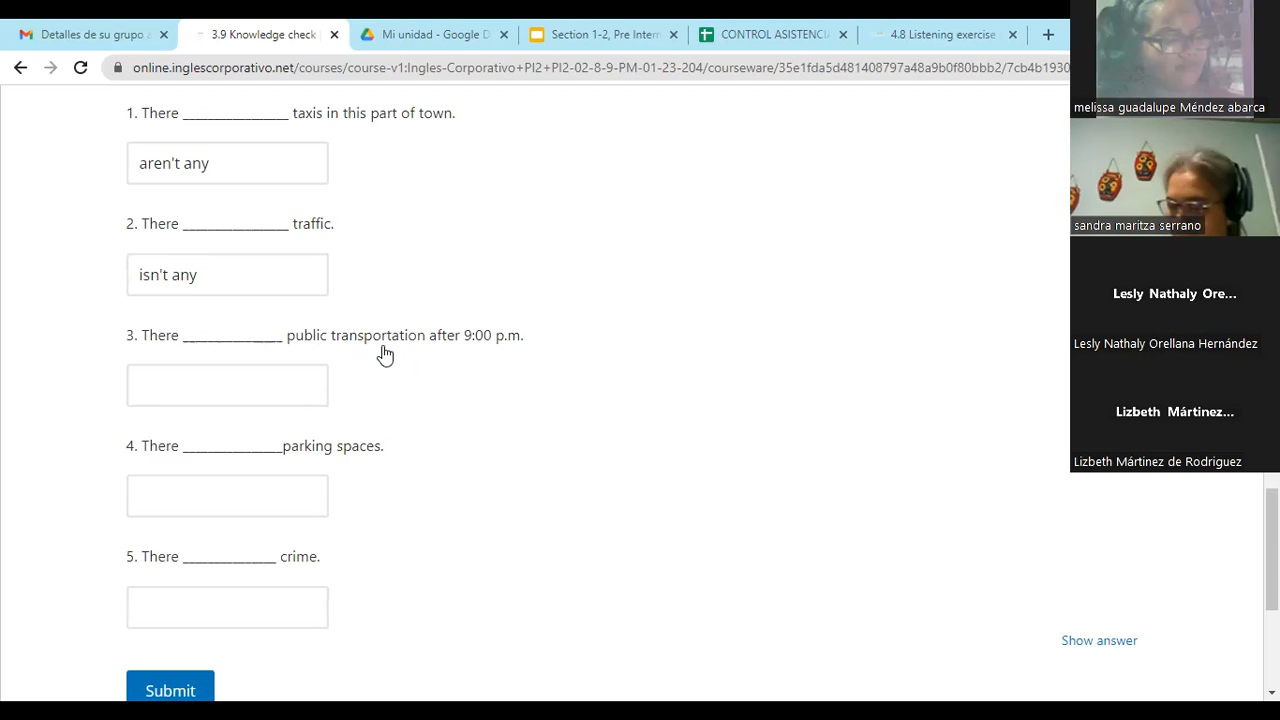 Detalles de su grupo
3.9 Knowledge check
Mi unidad - Google D
Section 1-2, Pre Inter
CONTROL ASISTENCI
4.8 Listening exercise
online.inglescorporativo.net/courses/course-v1:Ingles-Corporativo+PI2+PI2-02-8-9-PM-01-23-204/courseware/35e1fda5d481408797a48a9b0f80bbb2/7cb4b1930
1. There ________________ taxis in this part of town.
aren't any
2. There ________________ traffic.
isn't any
3. There _______________ public transportation after 9:00 p.m.
4. There _______________parking spaces.
5. There ______________ crime.
Show answer
Submit
melissa guadalupe Méndez abarca
sandra maritza serrano
Lesly Nathaly Ore...
Lesly Nathaly Orellana Hernández
Lizbeth Mártinez...
Lizbeth Mártinez de Rodriguez